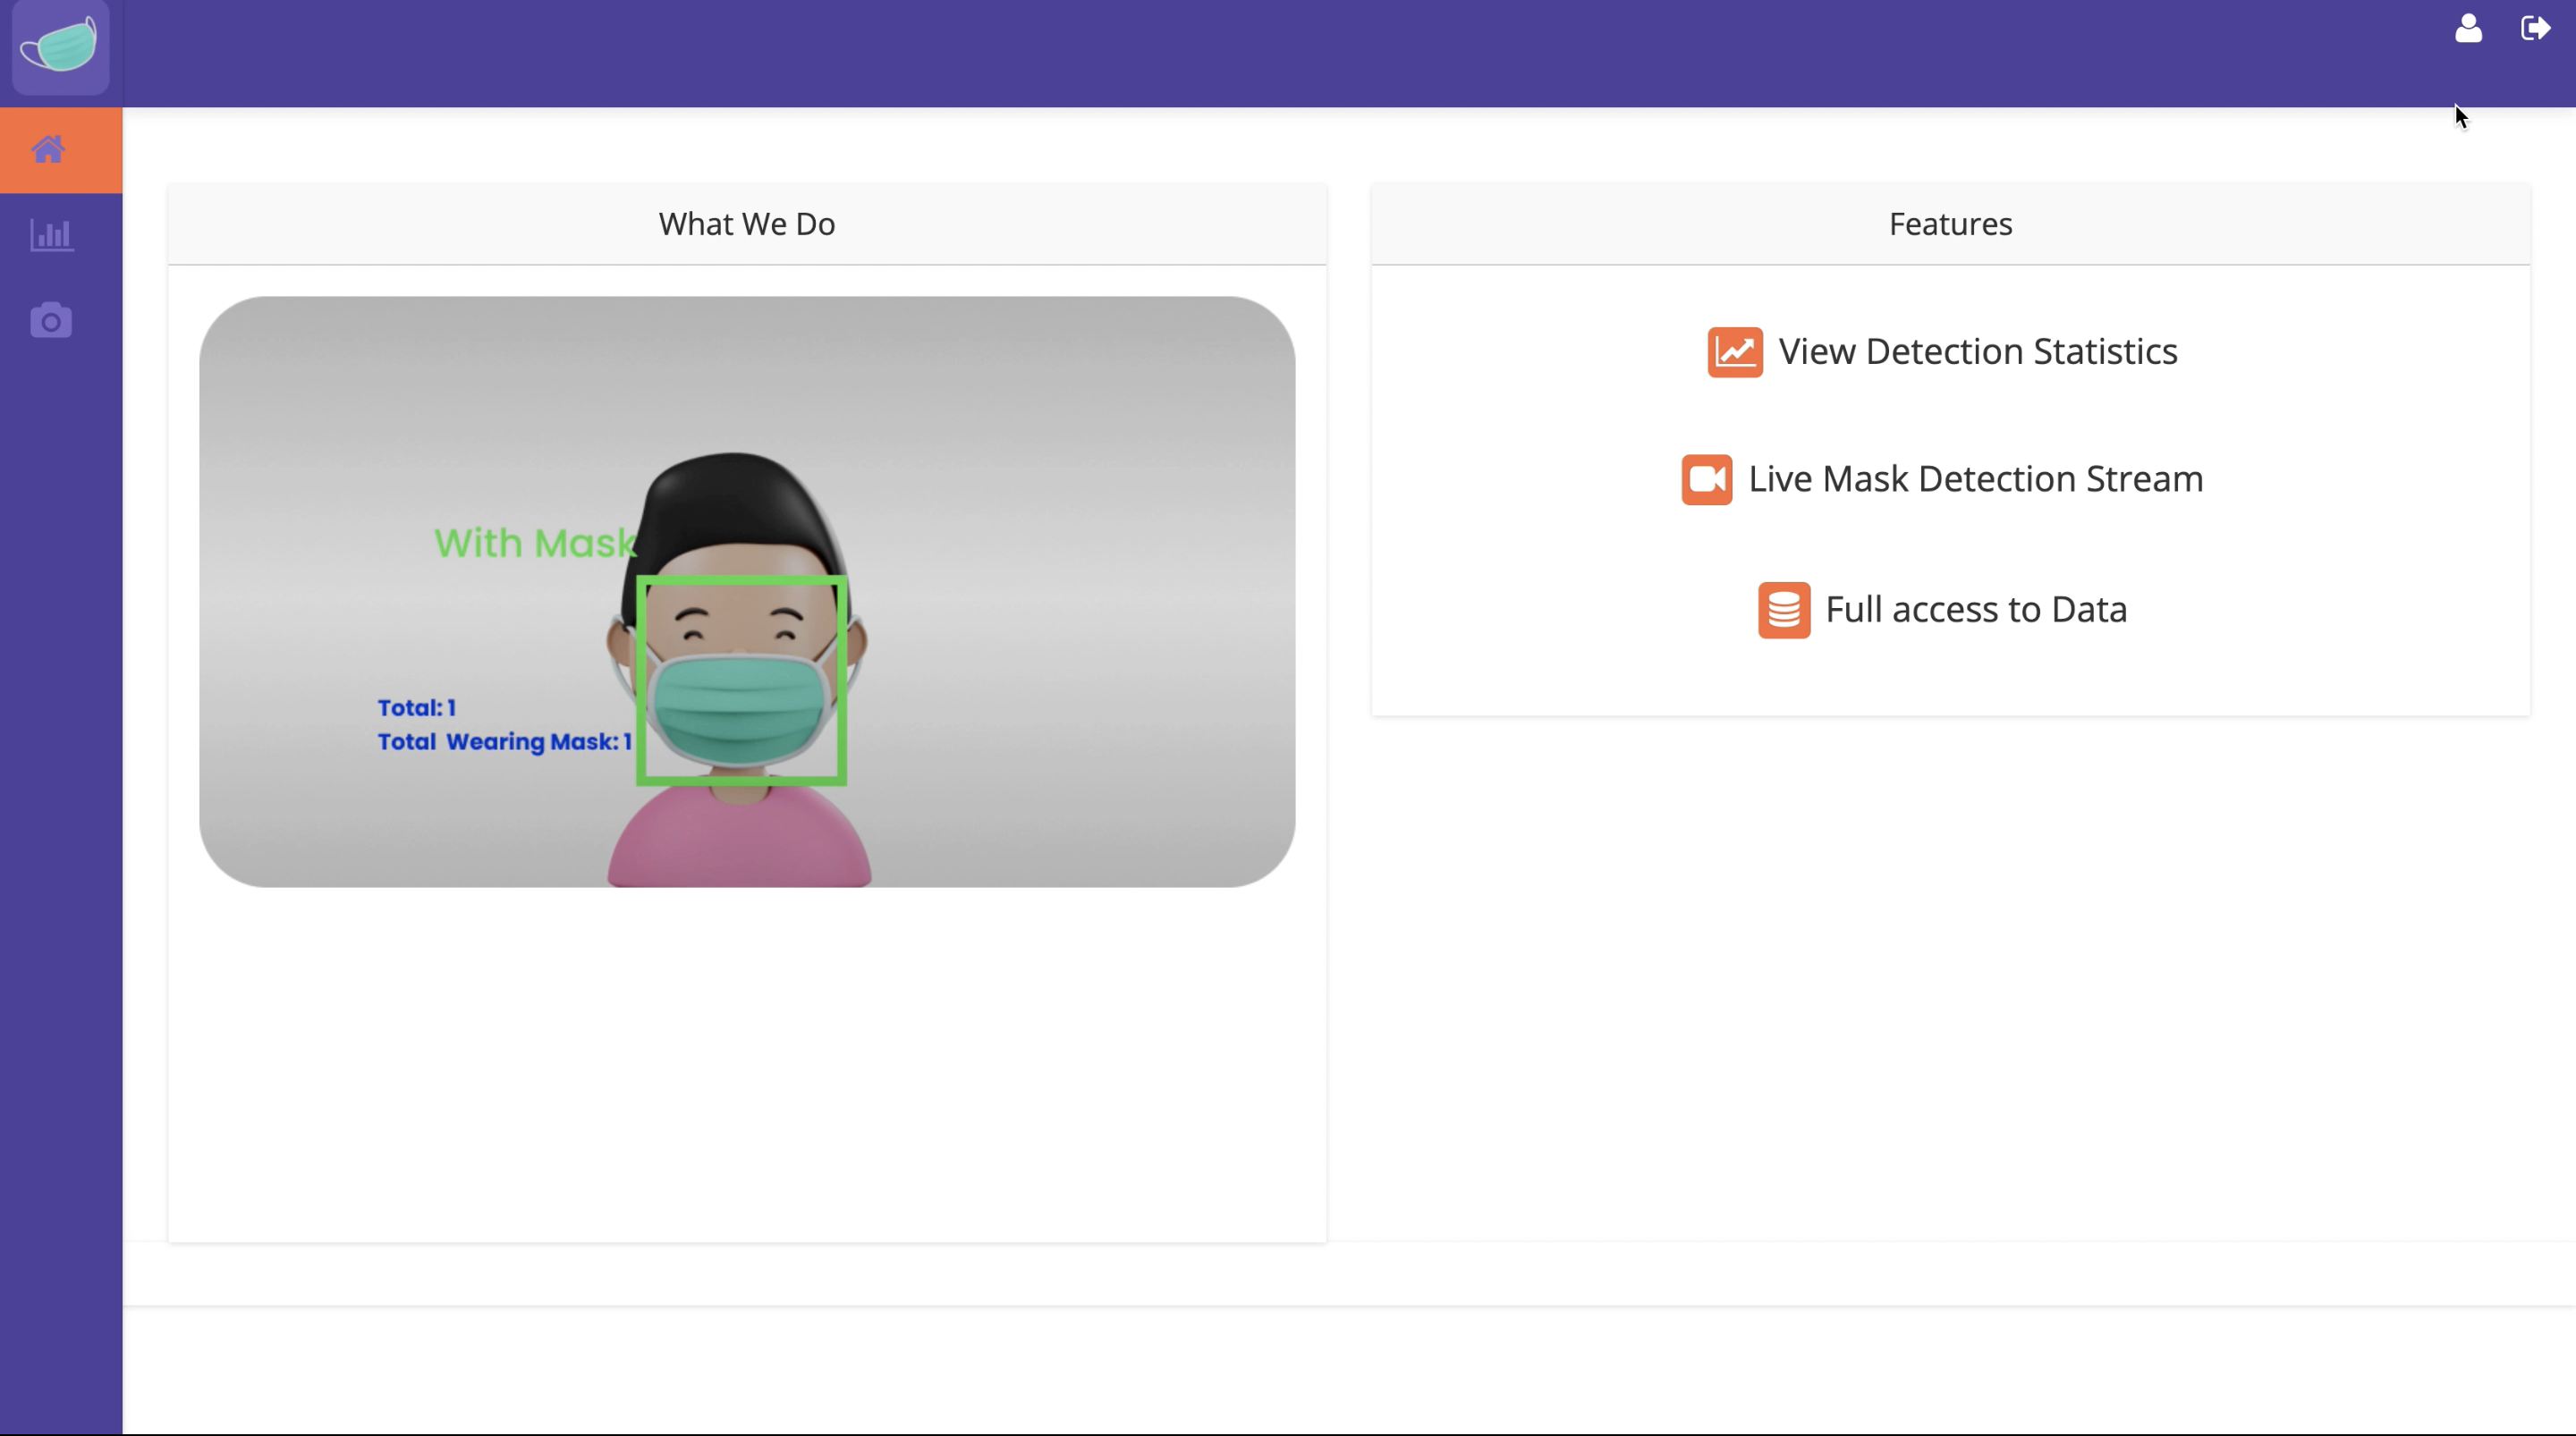 What We Do
With Mask
Total: 1
Total Wearing Mask: 1
Features
View Detection Statistics
Live Mask Detection Stream
Full access to Data